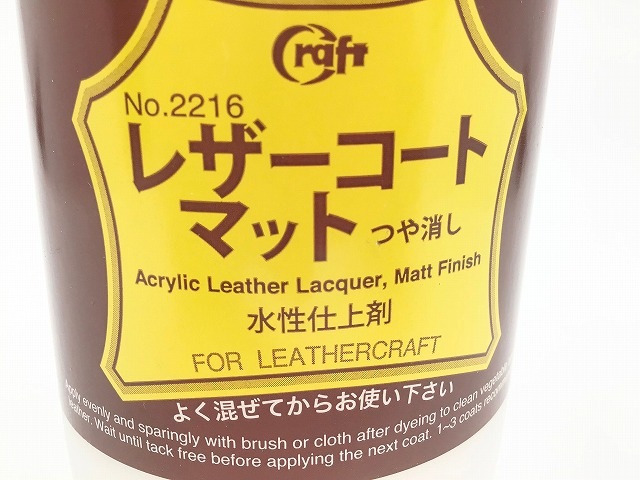 Craft
No.2216
レザーコート
マット つや消し
Acrylic Leather Lacquer, Matt Finish
水性仕上剤
FOR LEATHERCRAFT
よく混ぜてからお使い下さい
Apply evenly and sparingly with brush or cloth after dyeing to clean
leather. Wait until tack free before applying the next coat. 1~3 coats